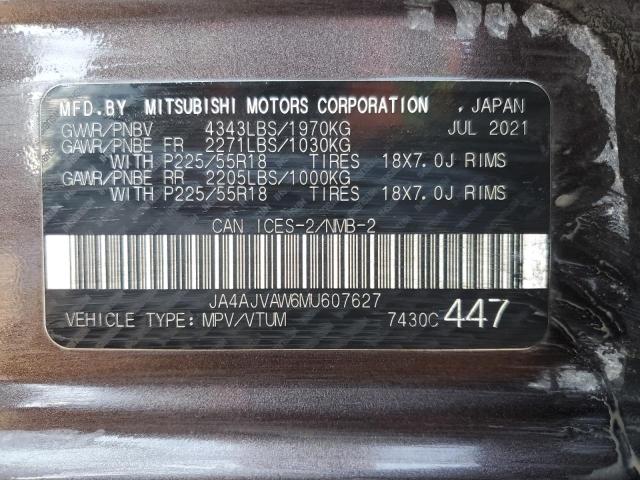 MFD.BY MITSUBISHI MOTORS CORPORATION , JAPAN
GVWR/PNBV 4343LBS/1970KG JUL 2021
GAWR/PNBE FR 2271LBS/1030KG
WITH P225/55R18 TIRES 18X7.0J RIMS
GAWR/PNBE RR 2205LBS/1000KG
WITH P225/55R18 TIRES 18X7.0J RIMS
CAN ICES-2/NMB-2
JA4AJVAW6MU607627
VEHICLE TYPE: MPV/VTUM 7430C 447